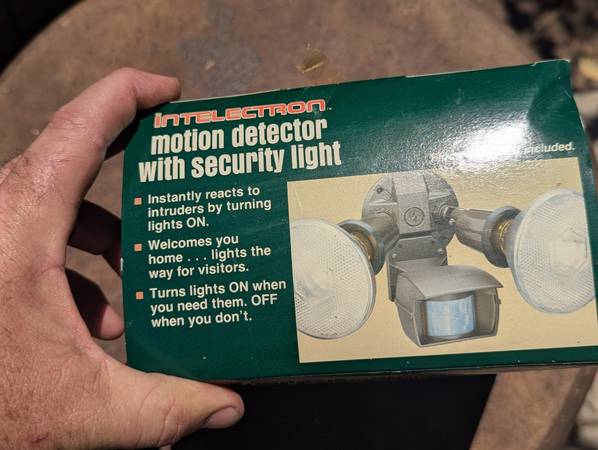 INTELECTRON™
motion detector
with security light
included.
■ Instantly reacts to
intruders by turning
lights ON.
■ Welcomes you
home . . . lights the
way for visitors.
■ Turns lights ON when
you need them. OFF
when you don't.